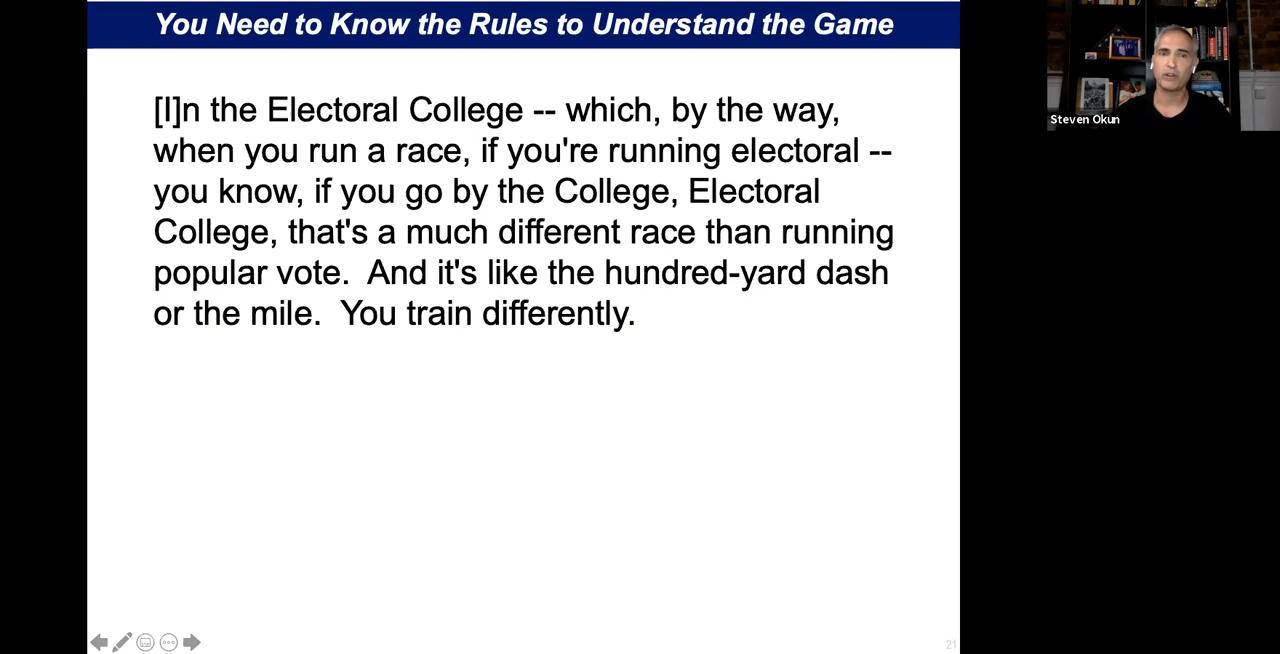 You Need to Know the Rules to Understand the Game
[I]n the Electoral College -- which, by the way,
when you run a race, if you're running electoral --
you know, if you go by the College, Electoral
College, that's a much different race than running
popular vote.  And it's like the hundred-yard dash
or the mile.  You train differently.
21
Steven Okun